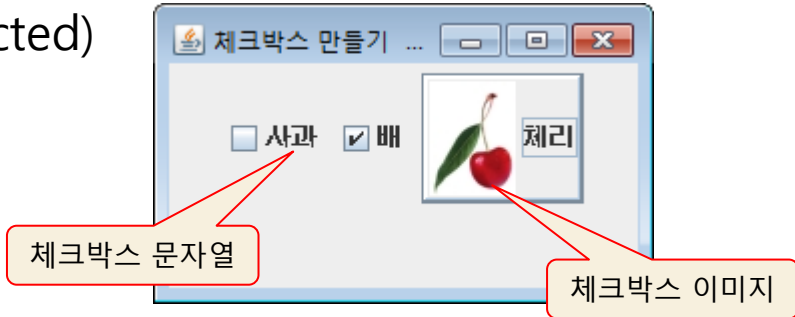 cted)
체크박스 만들기 ...
사과 배 체리
체크박스 문자열
체크박스 이미지